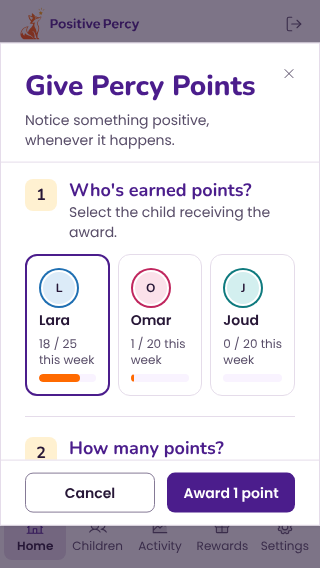 Positive Percy
Give Percy Points
Notice something positive,
whenever it happens.
1
Who's earned points?
Select the child receiving the
award.
L
Lara
18 / 25
this week
O
Omar
1 / 20 this
week
J
Joud
0 / 20 this
week
2
How many points?
Cancel
Award 1 point
Home
Children
Activity
Rewards
Settings